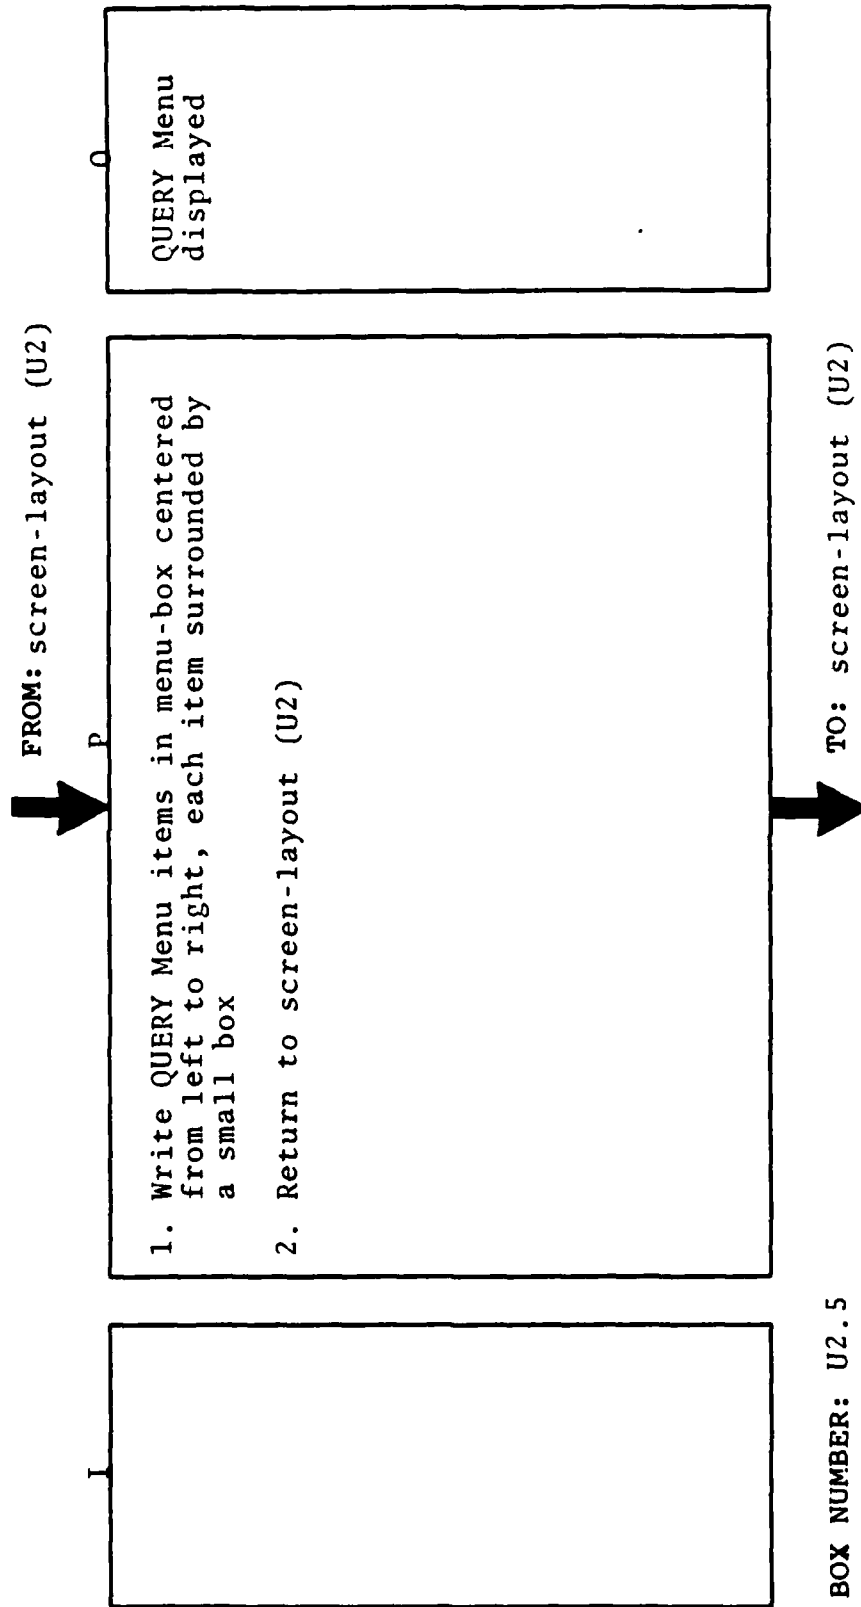 FROM: screen-layout (U2)
I
P
O
1. Write QUERY Menu items in menu-box centered
from left to right, each item surrounded by
a small box
2. Return to screen-layout (U2)
QUERY Menu
displayed
BOX NUMBER: U2.5
TO: screen-layout (U2)